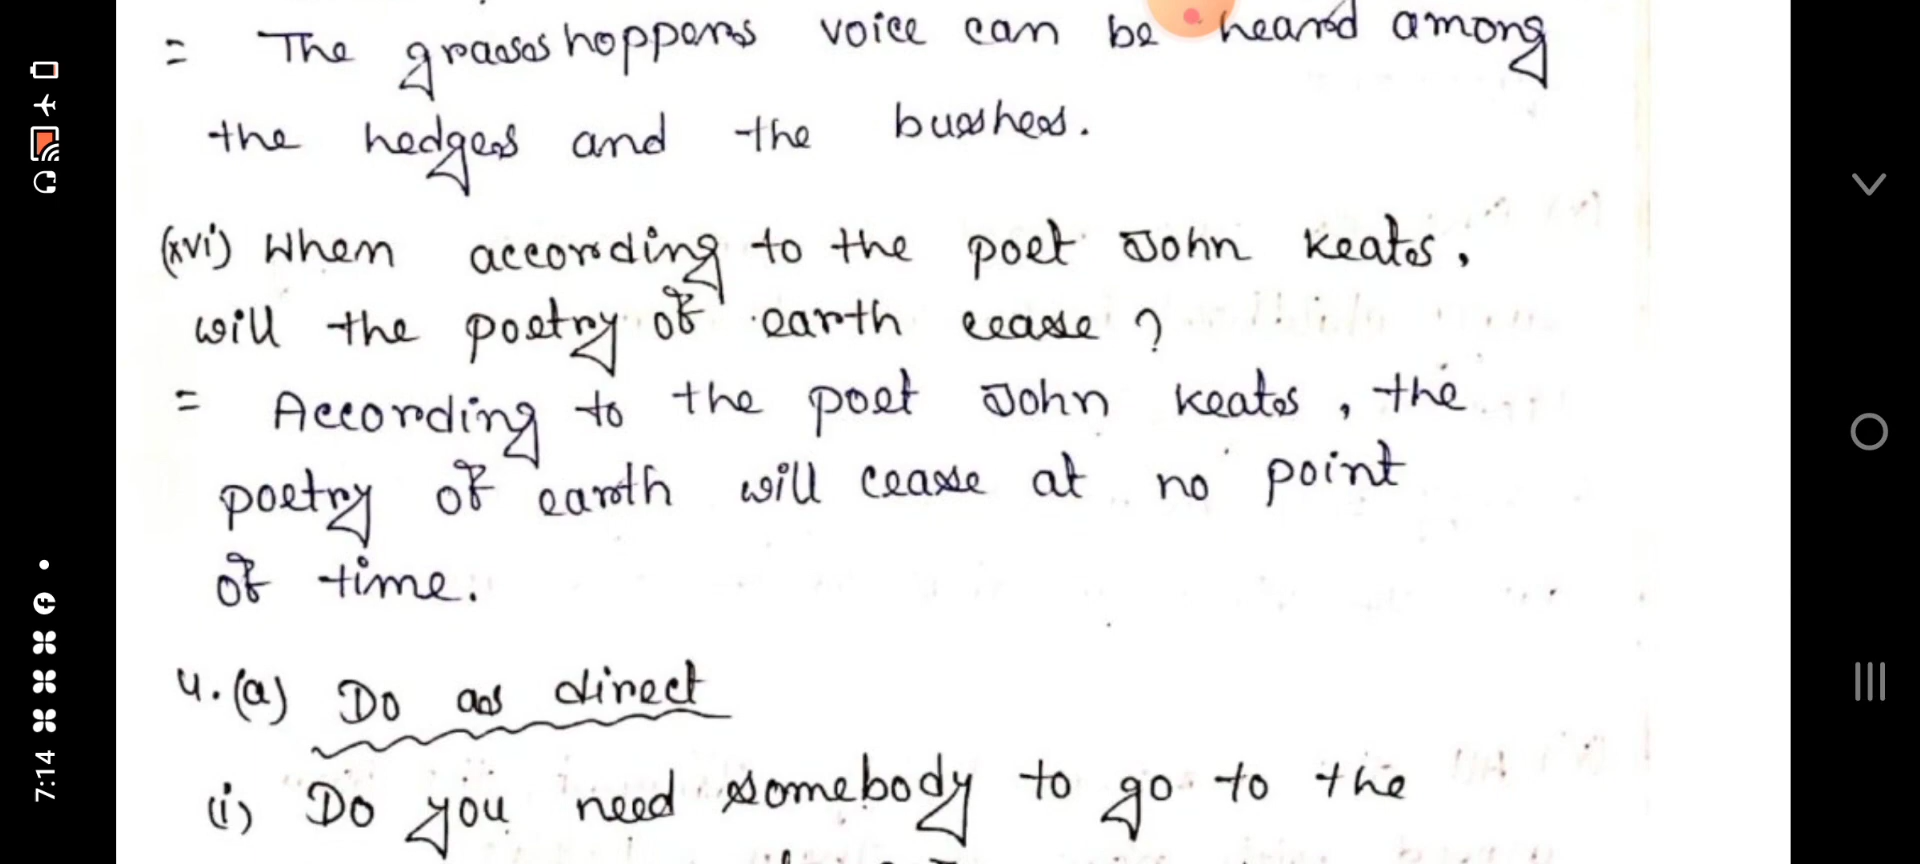 = The grasshoppers voice can be heard among
the hedges and the bushes.
(xvi) When according to the poet John Keats,
will the poetry of earth cease ?
= According to the poet John Keats, the
poetry of earth will cease at no point
of time.
4.(a) Do as direct
(i) Do you need somebody to go to the
7:14